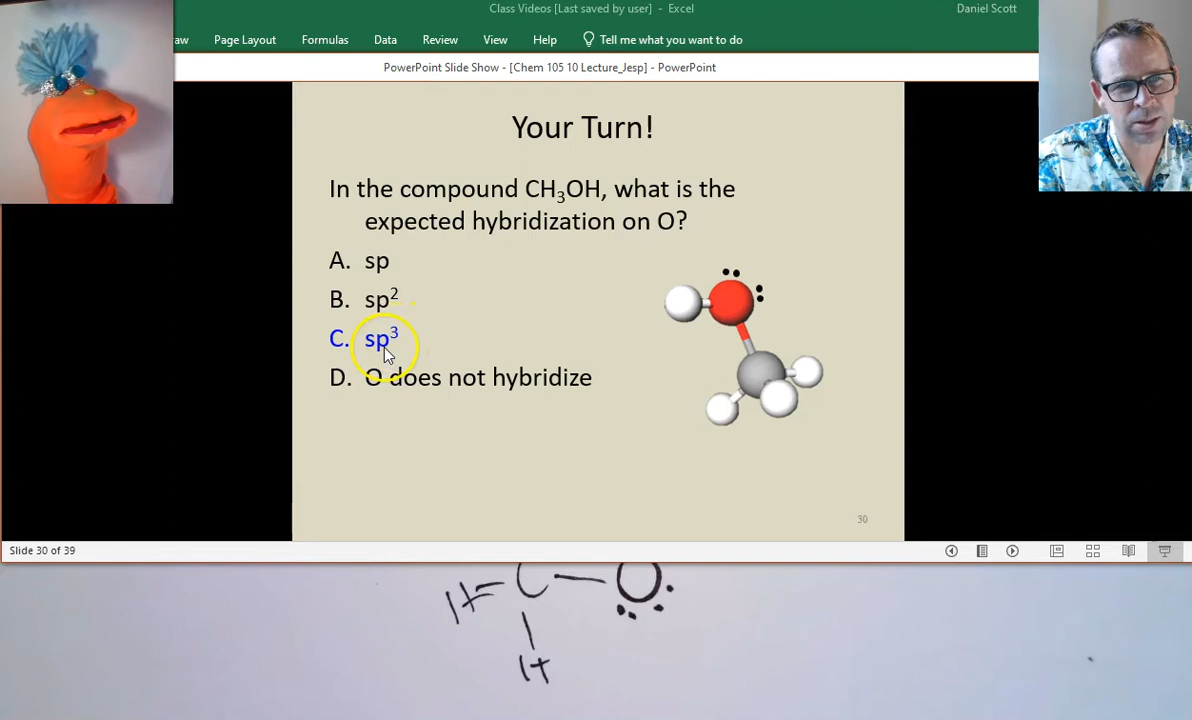 Class Videos [Last saved by user] - Excel
Daniel Scott
aw
Page Layout
Formulas
Data
Review
View
Help
Tell me what you want to do
PowerPoint Slide Show - [Chem 105 10 Lecture_Jesp] - PowerPoint
Your Turn!
In the compound CH₃OH, what is the
expected hybridization on O?
A. sp
B. sp²
C. sp³
D. O does not hybridize
30
Slide 30 of 39
H - C - O
H